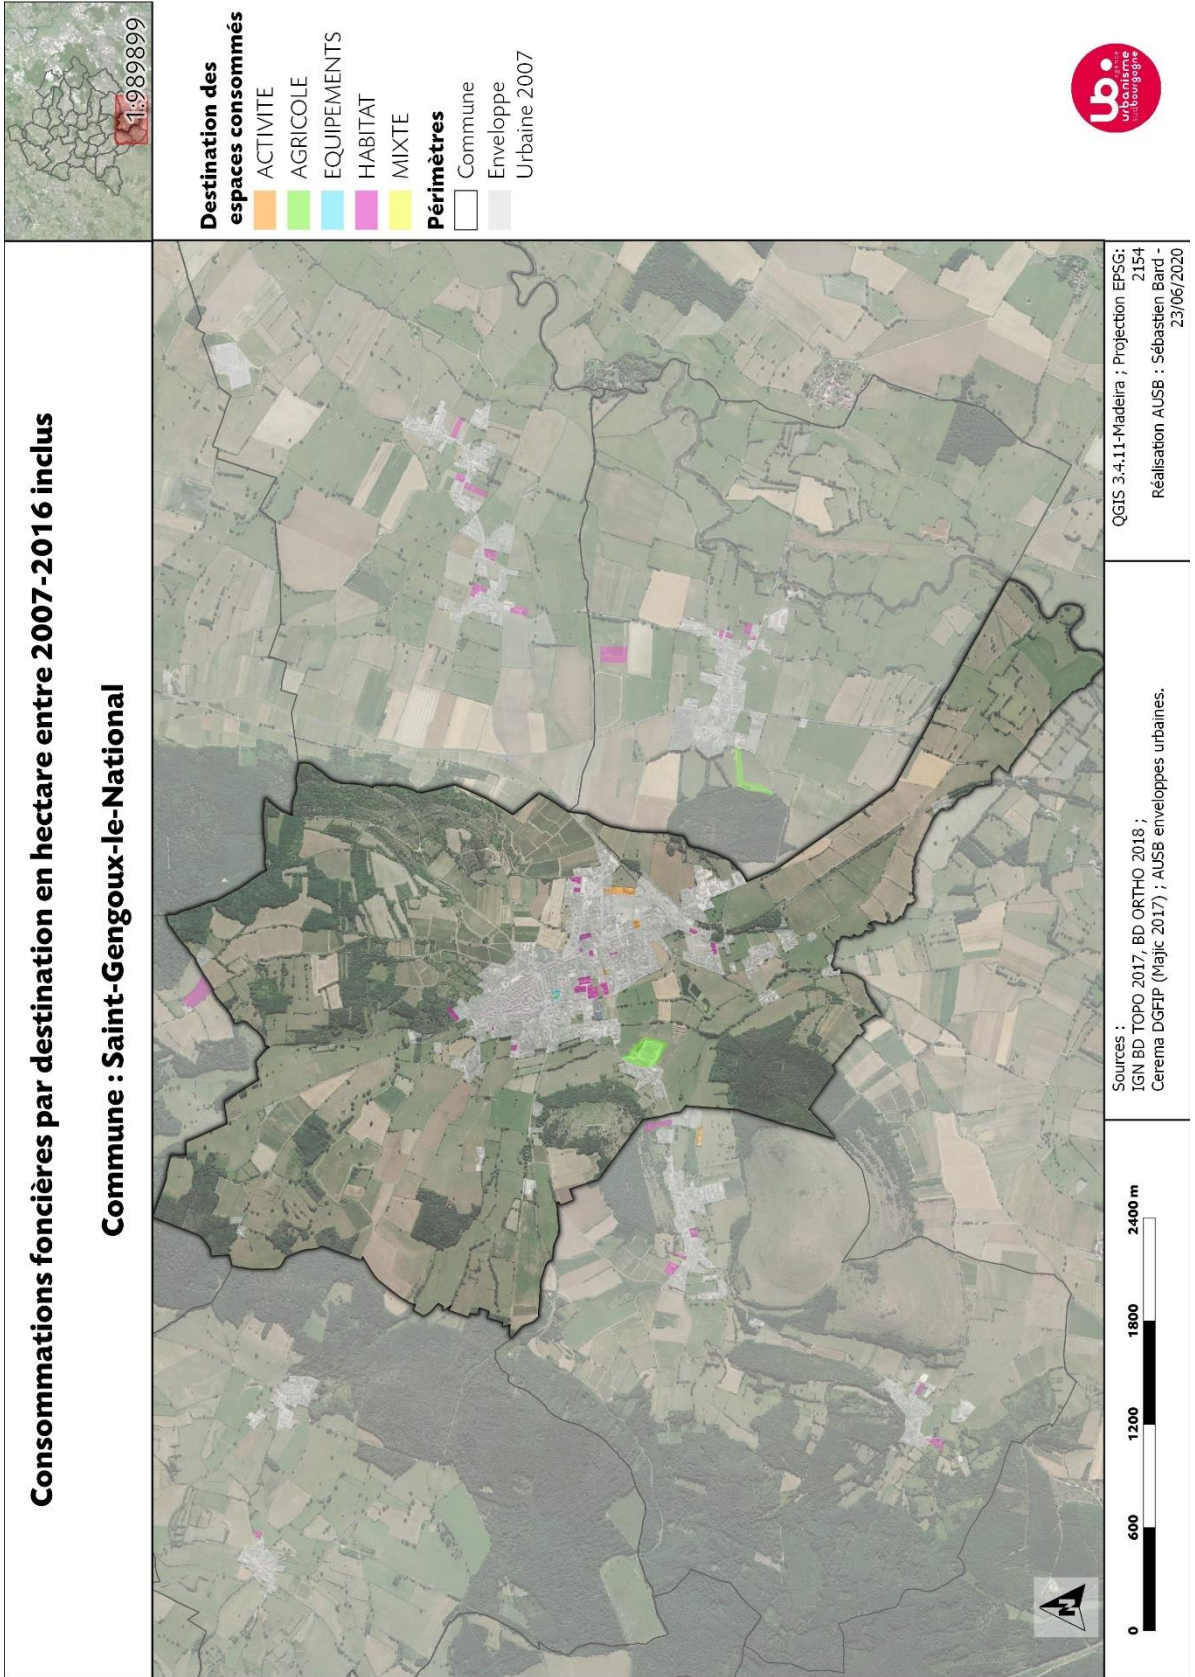 Consommations foncières par destination en hectare entre 2007-2016 inclus
Commune : Saint-Gengoux-le-National
1:989899
Destination des
espaces consommés
ACTIVITE
AGRICOLE
EQUIPEMENTS
HABITAT
MIXTE
Périmètres
Commune
Enveloppe
Urbaine 2007
Ub.
agence
urbanisme
sudbourgogne
N
0 600 1200 1800 2400 m
Sources :
IGN BD TOPO 2017, BD ORTHO 2018 ;
Cerema DGFIP (Majic 2017) ; AUSB enveloppes urbaines.
QGIS 3.4.11-Madeira ; Projection EPSG:
2154
Réalisation AUSB : Sébastien Bard -
23/06/2020